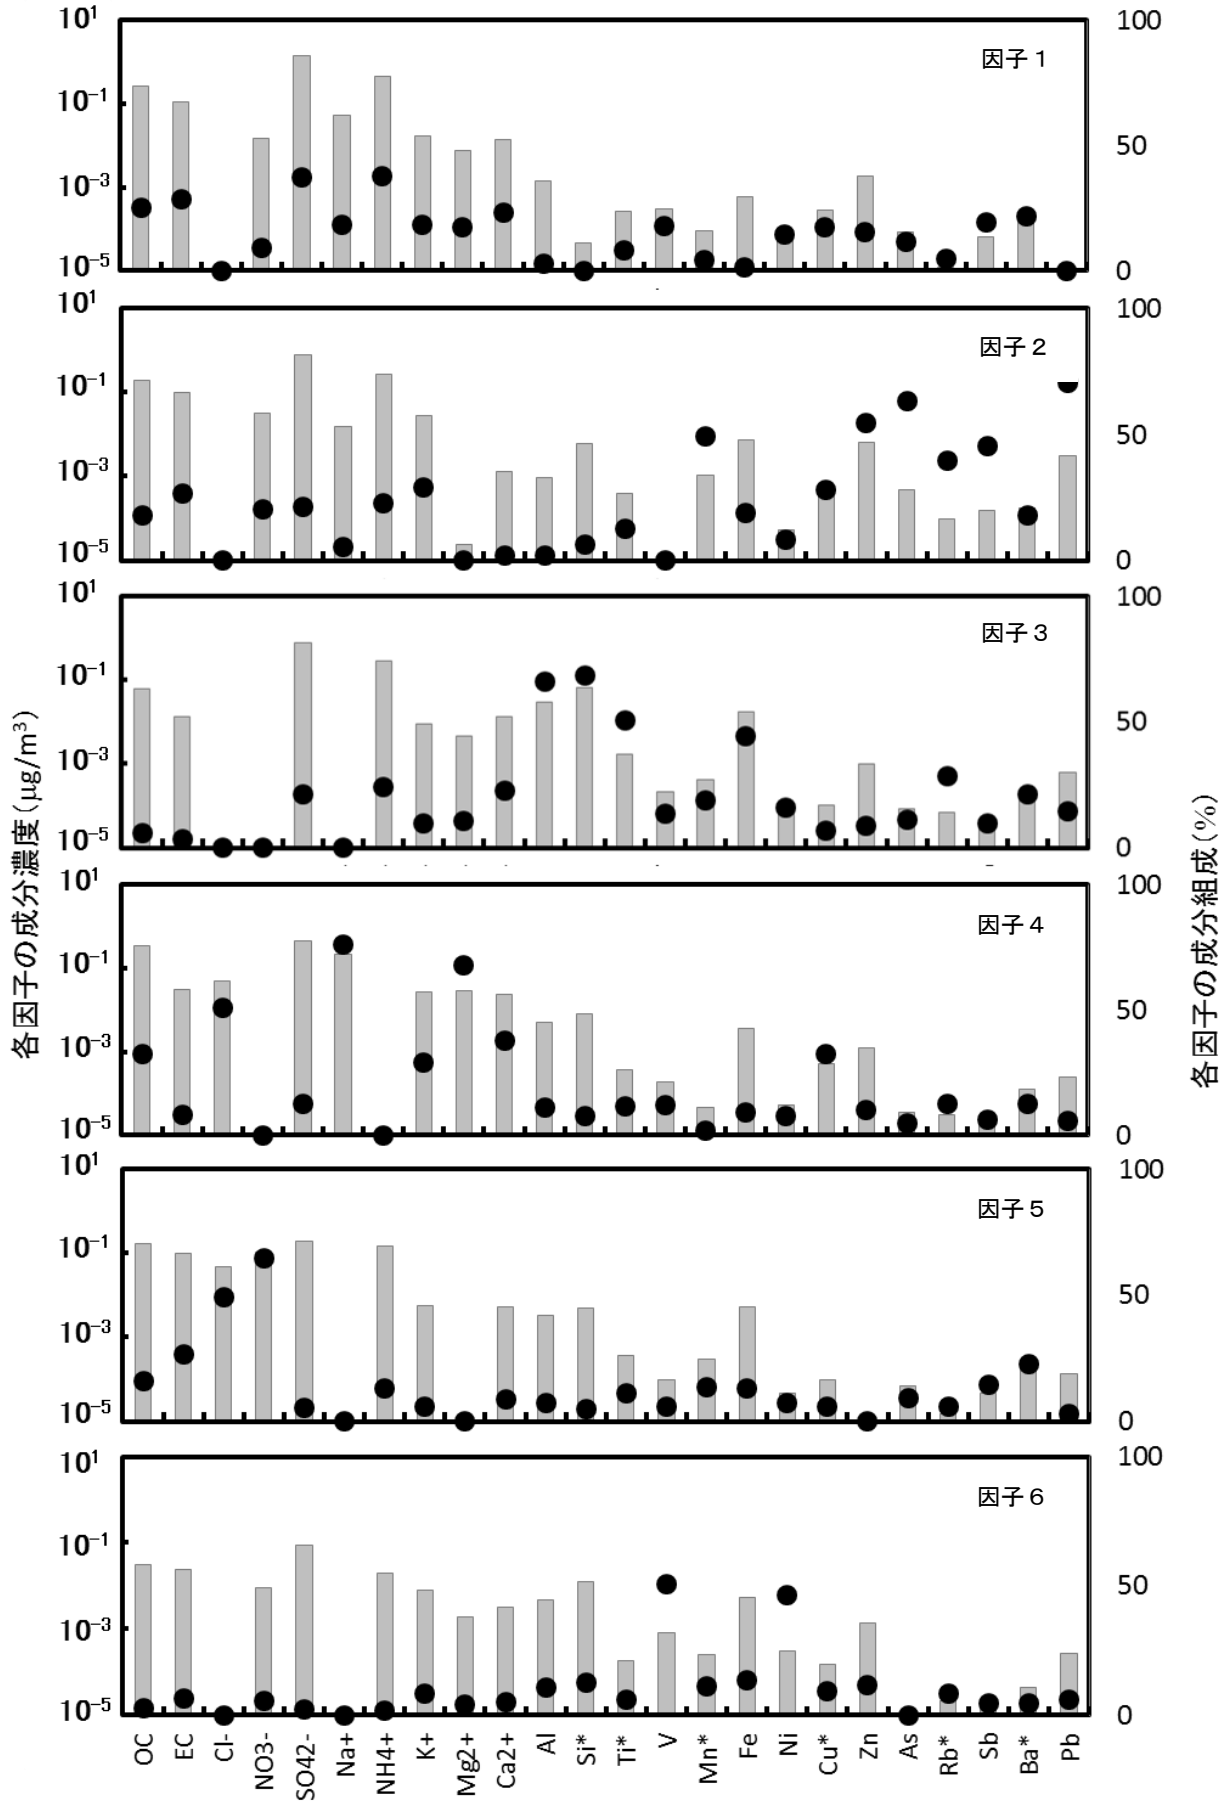 各因子の成分濃度(μg/m³)
各因子の成分組成(%)
10¹
10⁻¹
10⁻³
10⁻⁵
100
50
0
因子1
10¹
10⁻¹
10⁻³
10⁻⁵
100
50
0
因子2
10¹
10⁻¹
10⁻³
10⁻⁵
100
50
0
因子3
10¹
10⁻¹
10⁻³
10⁻⁵
100
50
0
因子4
10¹
10⁻¹
10⁻³
10⁻⁵
100
50
0
因子5
10¹
10⁻¹
10⁻³
10⁻⁵
100
50
0
因子6
OC
EC
Cl-
NO3-
SO42-
Na+
NH4+
K+
Mg2+
Ca2+
Al
Si*
Ti*
V
Mn*
Fe
Ni
Cu*
Zn
As
Rb*
Sb
Ba*
Pb